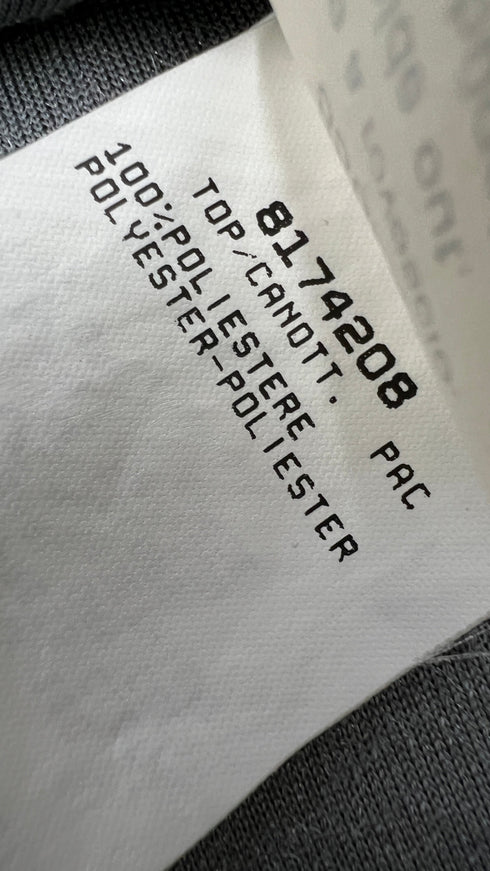 8174208 PAC
TOP/CANOTT.
100%POLIESTERE
POLYESTER-POLIESTER